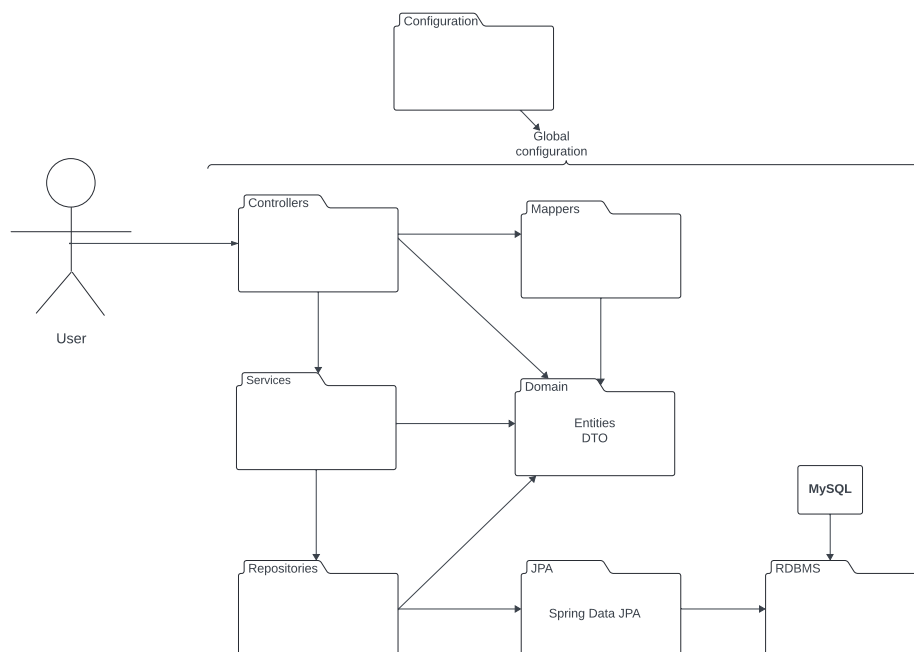 Configuration
Global
configuration
Controllers
Mappers
User
Services
Domain
Entities
DTO
MySQL
Repositories
JPA
RDBMS
Spring Data JPA